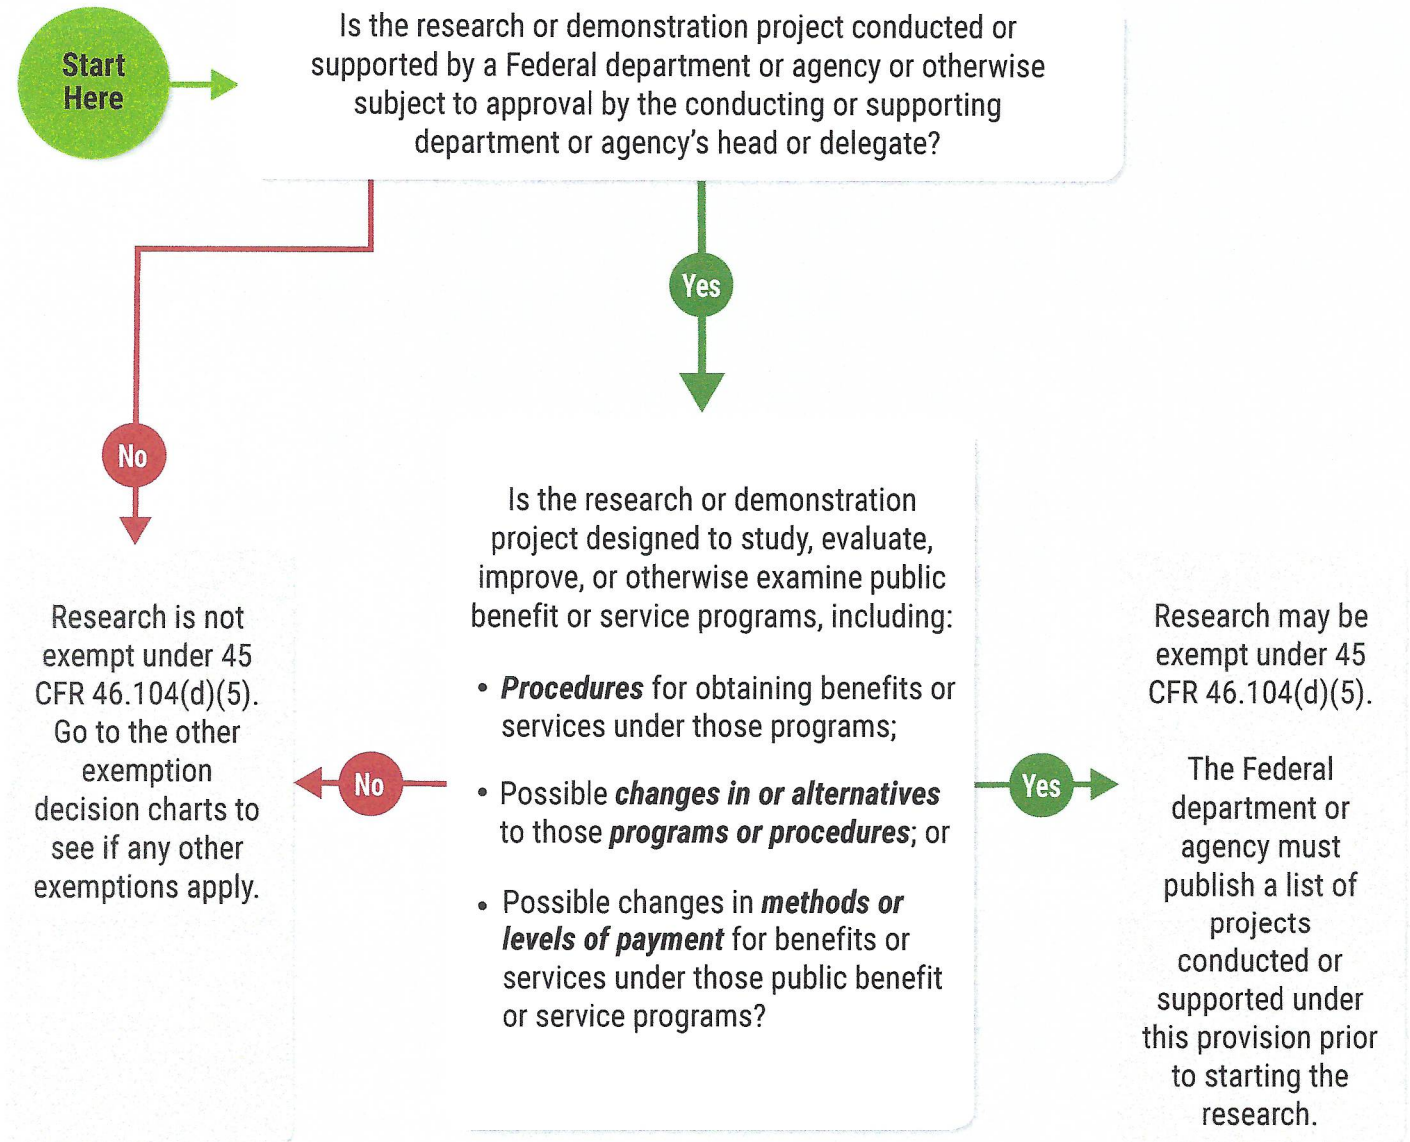 Start
Here
Is the research or demonstration project conducted or
supported by a Federal department or agency or otherwise
subject to approval by the conducting or supporting
department or agency's head or delegate?
Yes
No
Is the research or demonstration
project designed to study, evaluate,
improve, or otherwise examine public
benefit or service programs, including:
• Procedures for obtaining benefits or
services under those programs;
• Possible changes in or alternatives
to those programs or procedures; or
• Possible changes in methods or
levels of payment for benefits or
services under those public benefit
or service programs?
No
Research is not
exempt under 45
CFR 46.104(d)(5).
Go to the other
exemption
decision charts to
see if any other
exemptions apply.
Yes
Research may be
exempt under 45
CFR 46.104(d)(5).
The Federal
department or
agency must
publish a list of
projects
conducted or
supported under
this provision prior
to starting the
research.